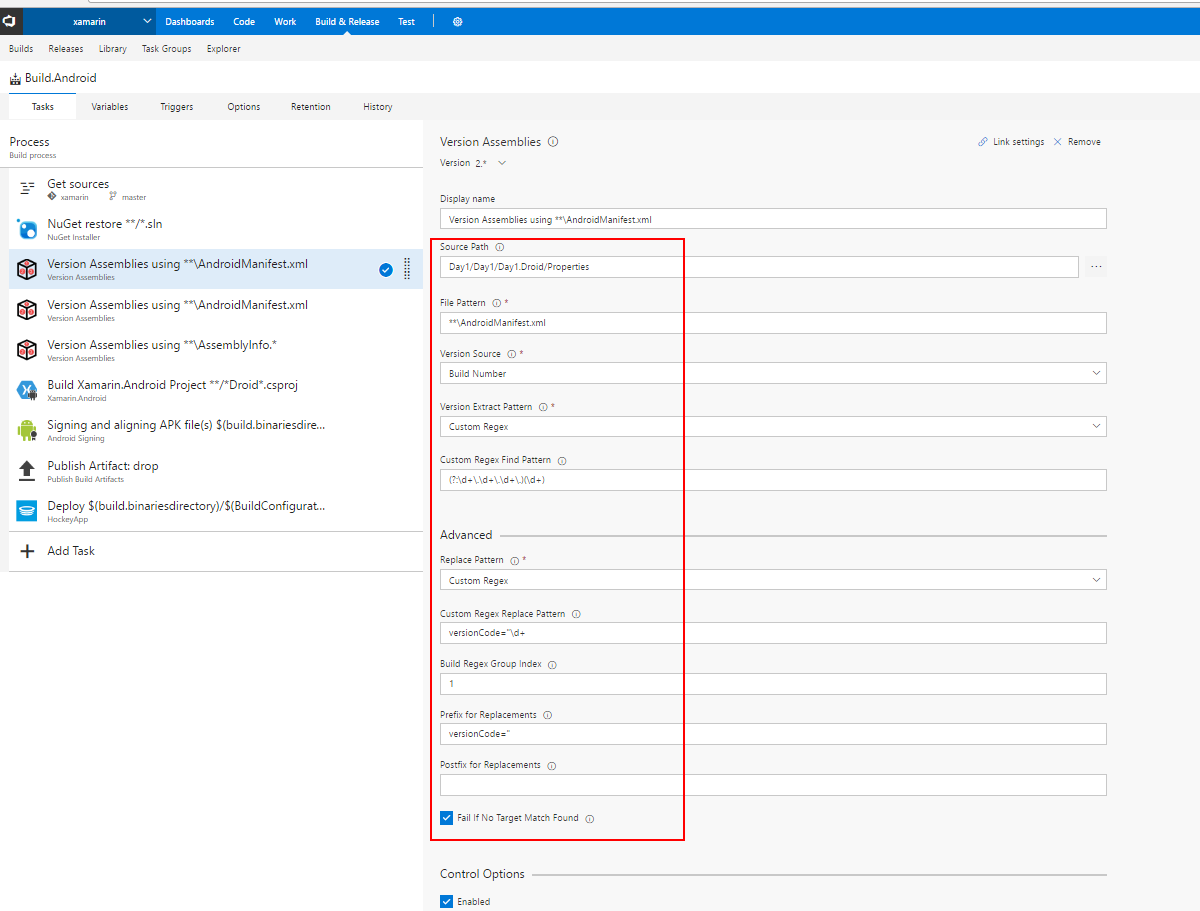 xamarin Dashboards Code Work Build & Release Test
Builds Releases Library Task Groups Explorer
Build.Android
Tasks Variables Triggers Options Retention History
Process
Build process
Get sources
xamarin master
NuGet restore **/*.sln
NuGet Installer
Version Assemblies using **\AndroidManifest.xml
Version Assemblies
Version Assemblies using **\AndroidManifest.xml
Version Assemblies
Version Assemblies using **\AssemblyInfo.*
Version Assemblies
Build Xamarin.Android Project **/*Droid*.csproj
Xamarin.Android
Signing and aligning APK file(s) $(build.binariesdire...
Android Signing
Publish Artifact: drop
Publish Build Artifacts
Deploy $(build.binariesdirectory)/$(BuildConfigurat...
HockeyApp
Add Task
Version Assemblies
Link settings Remove
Version 2.*
Display name
Version Assemblies using **\AndroidManifest.xml
Source Path
Day1/Day1/Day1.Droid/Properties
...
File Pattern *
**\AndroidManifest.xml
Version Source *
Build Number
Version Extract Pattern *
Custom Regex
Custom Regex Find Pattern
(?:\d+\.\d+\.\d+\.)(\d+)
Advanced
Replace Pattern *
Custom Regex
Custom Regex Replace Pattern
versionCode="\d+
Build Regex Group Index
1
Prefix for Replacements
versionCode="
Postfix for Replacements
Fail If No Target Match Found
Control Options
Enabled